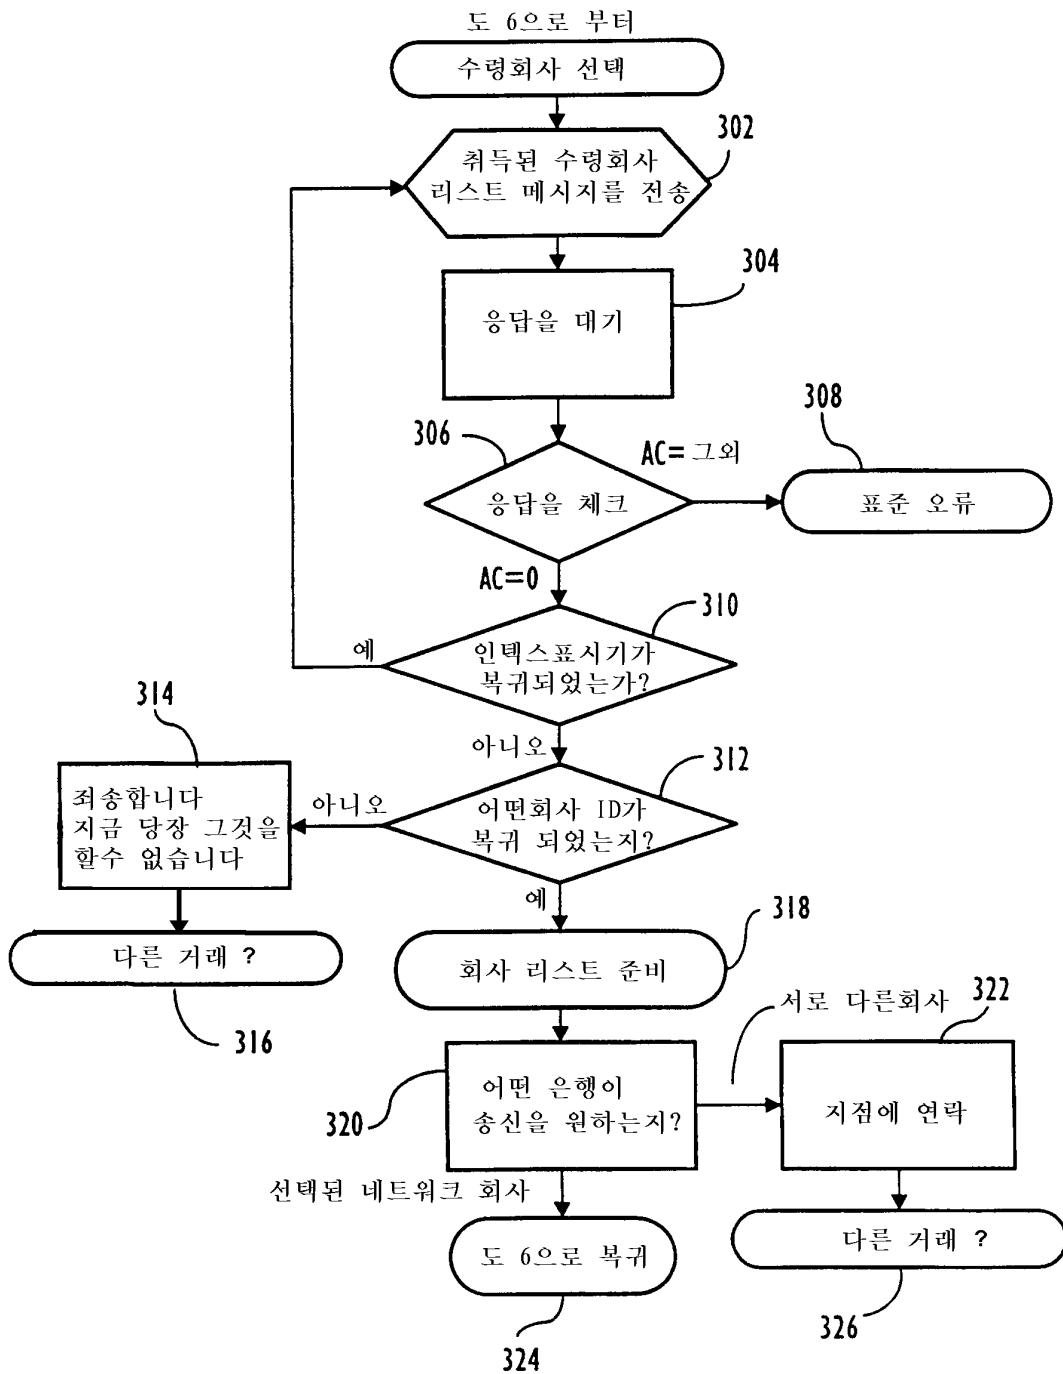 도 6으로 부터
수령회사 선택
302
취득된 수령회사
리스트 메시지를 전송
304
응답을 대기
306
AC= 그외
308
응답을 체크
표준 오류
AC=0
310
예
인텍스표시기가
복귀되었는가?
314
아니오
312
죄송합니다
지금 당장 그것을
할수 없습니다
아니오
어떤회사 ID가
복귀 되었는지?
예
318
다른 거래 ?
회사 리스트 준비
316
서로 다른회사
322
320
어떤 은행이
송신을 원하는지?
지점에 연락
선택된 네트워크 회사
도 6으로 복귀
다른 거래 ?
324
326